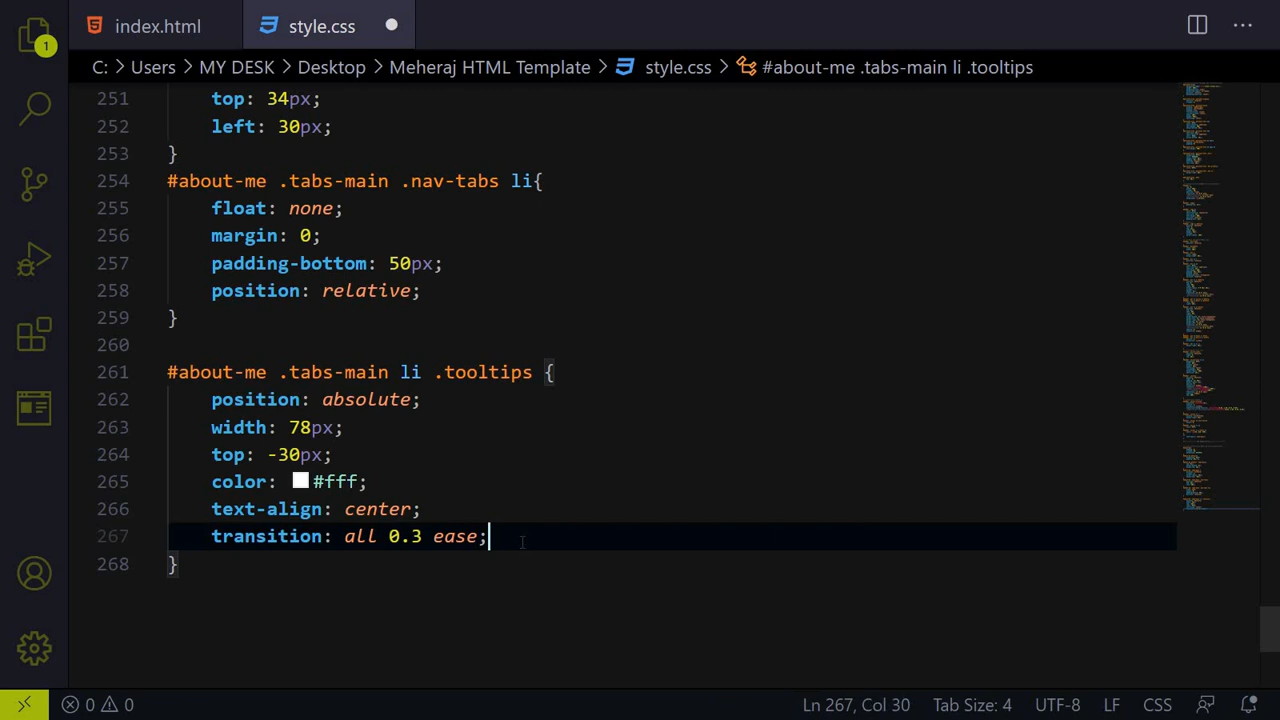 index.html
style.css
1
C: > Users > MY DESK > Desktop > Meheraj HTML Template > style.css > #about-me .tabs-main li .tooltips
251 top: 34px;
252 left: 30px;
253 }
254 #about-me .tabs-main .nav-tabs li{
255 float: none;
256 margin: 0;
257 padding-bottom: 50px;
258 position: relative;
259 }
260
261 #about-me .tabs-main li .tooltips {
262 position: absolute;
263 width: 78px;
264 top: -30px;
265 color: #fff;
266 text-align: center;
267 transition: all 0.3 ease;
268 }
0 0 Ln 267, Col 30 Tab Size: 4 UTF-8 LF CSS